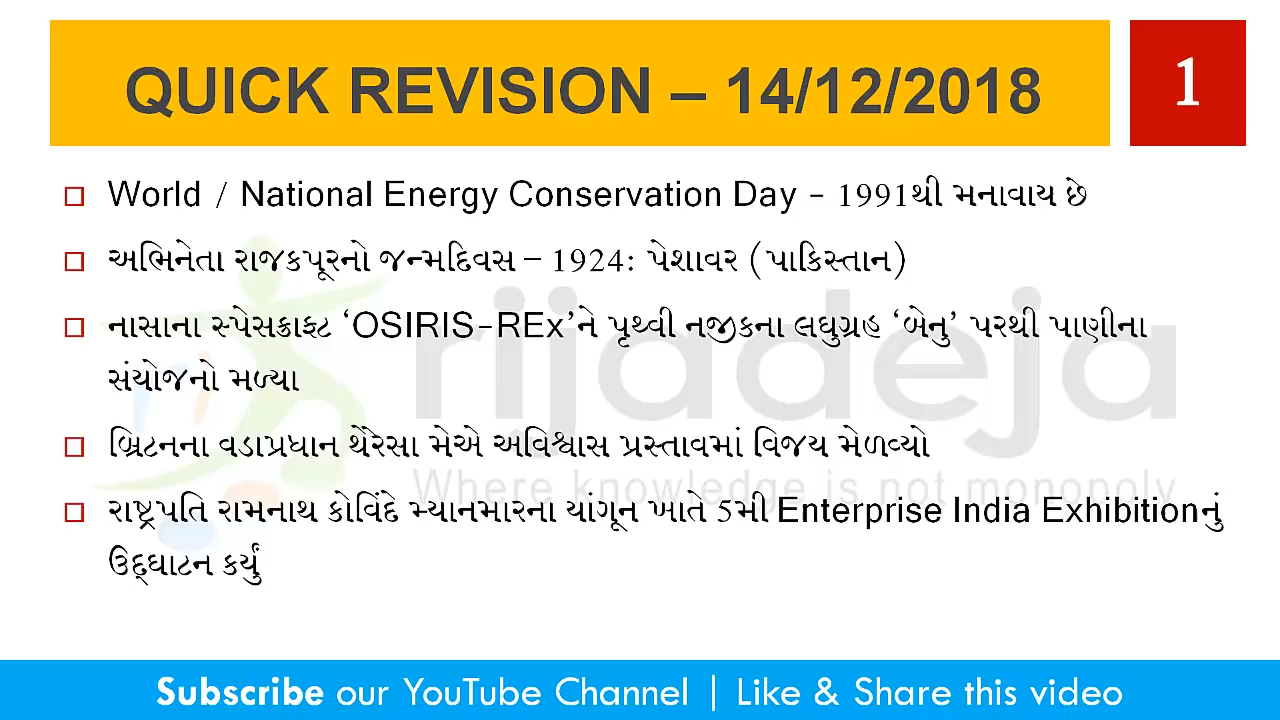 QUICK REVISION – 14/12/2018
1
World / National Energy Conservation Day - 1991થી મનાવાય છે
અભિનેતા રાજકપૂરનો જન્મદિવસ – 1924: પેશાવર (પાકિસ્તાન)
નાસાના સ્પેસક્રાફ્ટ ‘OSIRIS-REx’ને પૃથ્વી નજીકના લઘુગ્રહ ‘બેનુ’ પરથી પાણીના
સંયોજનો મળ્યા
બ્રિટનના વડાપ્રધાન થેરેસા મેએ અવિશ્વાસ પ્રસ્તાવમાં વિજય મેળવ્યો
રાષ્ટ્રપતિ રામનાથ કોવિંદે મ્યાનમારના યાંગૂન ખાતે 5મી Enterprise India Exhibitionનું
ઉદ્‌ઘાટન કર્યું
rijadeja
Where knowledge is not monopoly
Subscribe our YouTube Channel | Like & Share this video